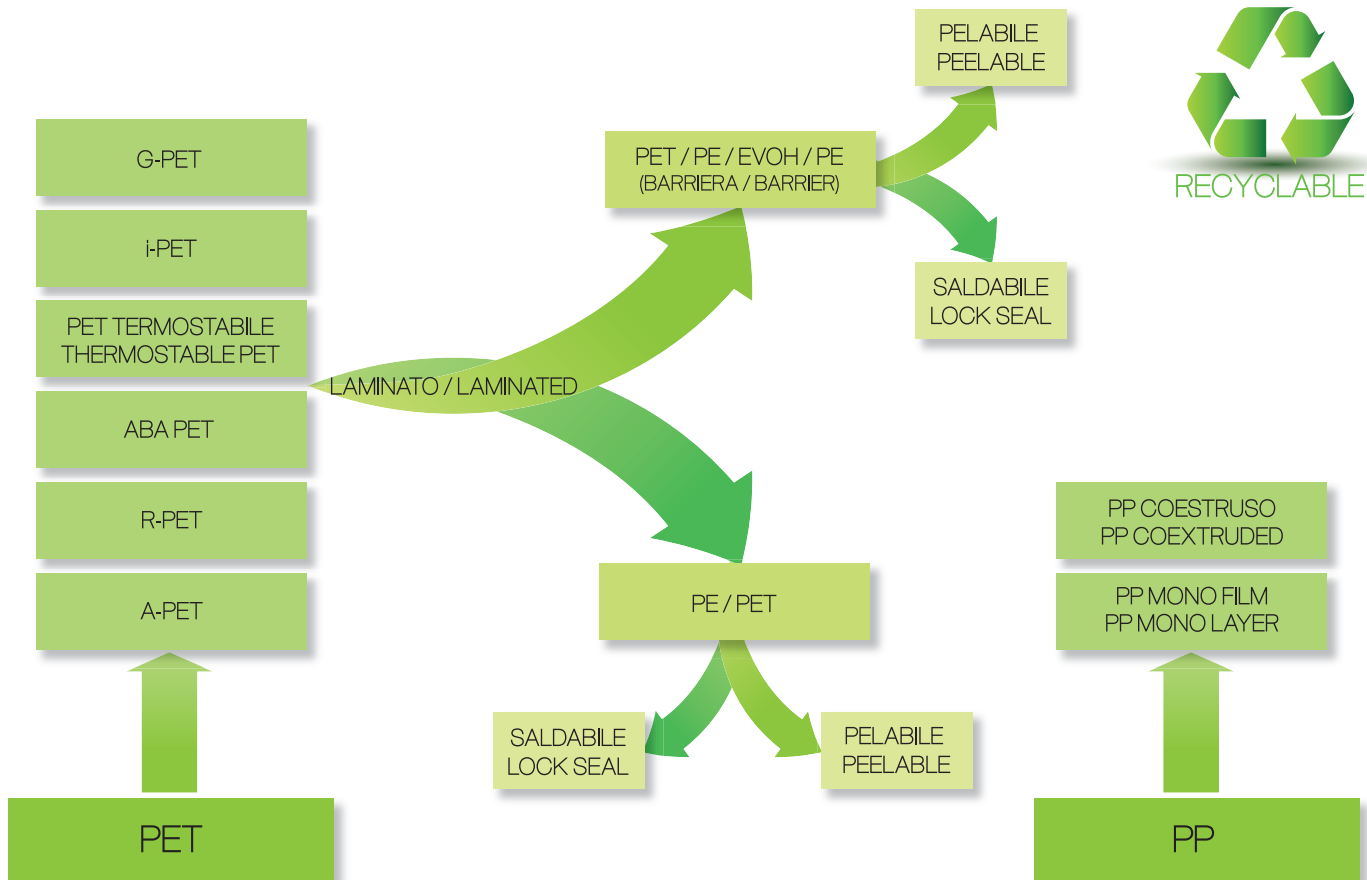 PELABILE
PEELABLE
RECYCLABLE
G-PET
PET / PE / EVOH / PE
(BARRIERA / BARRIER)
i-PET
SALDABILE
LOCK SEAL
PET TERMOSTABILE
THERMOSTABLE PET
LAMINATO / LAMINATED
ABA PET
R-PET
PP COESTRUSO
PP COEXTRUDED
A-PET
PE / PET
PP MONO FILM
PP MONO LAYER
SALDABILE
LOCK SEAL
PELABILE
PEELABLE
PET
PP